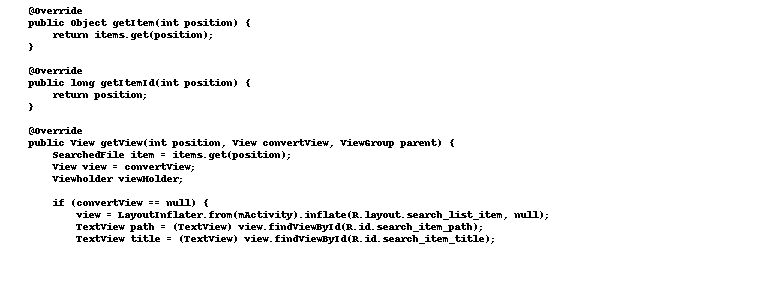 @Override
public Object getItem(int position) {
return items.get(position);
}
@Override
public long getItemId(int position) {
return position;
}
@Override
public View getView(int position, View convertView, ViewGroup parent) {
SearchedFile item = items.get(position);
View view = convertView;
Viewholder viewHolder;
if (convertView == null) {
view = LayoutInflater.from(mActivity).inflate(R.layout.search_list_item, null);
TextView path = (TextView) view.findViewById(R.id.search_item_path);
TextView title = (TextView) view.findViewById(R.id.search_item_title);